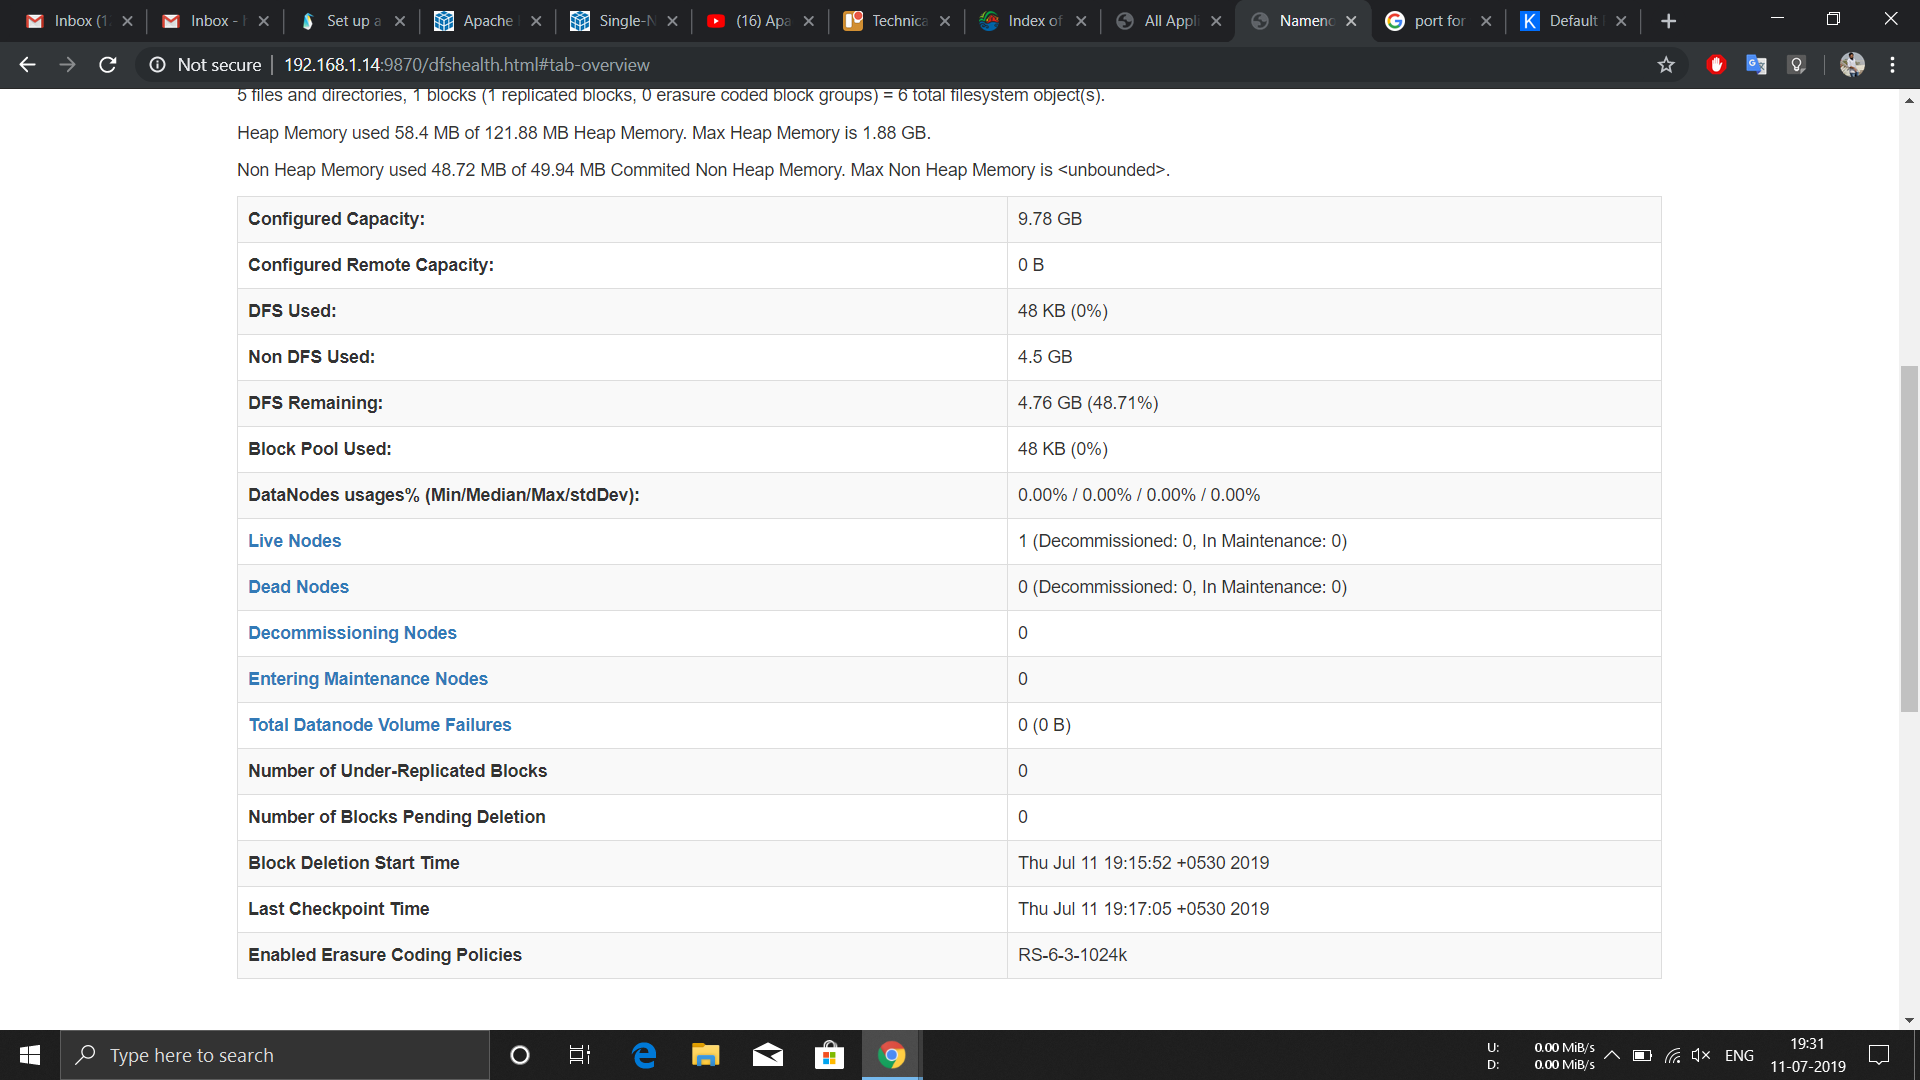 Inbox (1
Inbox -
Set up a
Apache
Single-N
(16) Apa
Technica
Index of
All Appli
Nameno
port for
Default
Not secure
192.168.1.14:9870/dfshealth.html#tab-overview
5 files and directories, 1 blocks (1 replicated blocks, 0 erasure coded block groups) = 6 total filesystem object(s).
Heap Memory used 58.4 MB of 121.88 MB Heap Memory. Max Heap Memory is 1.88 GB.
Non Heap Memory used 48.72 MB of 49.94 MB Commited Non Heap Memory. Max Non Heap Memory is <unbounded>.
Configured Capacity: 9.78 GB
Configured Remote Capacity: 0 B
DFS Used: 48 KB (0%)
Non DFS Used: 4.5 GB
DFS Remaining: 4.76 GB (48.71%)
Block Pool Used: 48 KB (0%)
DataNodes usages% (Min/Median/Max/stdDev): 0.00% / 0.00% / 0.00% / 0.00%
Live Nodes 1 (Decommissioned: 0, In Maintenance: 0)
Dead Nodes 0 (Decommissioned: 0, In Maintenance: 0)
Decommissioning Nodes 0
Entering Maintenance Nodes 0
Total Datanode Volume Failures 0 (0 B)
Number of Under-Replicated Blocks 0
Number of Blocks Pending Deletion 0
Block Deletion Start Time Thu Jul 11 19:15:52 +0530 2019
Last Checkpoint Time Thu Jul 11 19:17:05 +0530 2019
Enabled Erasure Coding Policies RS-6-3-1024k
Type here to search
U: 0.00 MiB/s
D: 0.00 MiB/s
ENG
19:31
11-07-2019